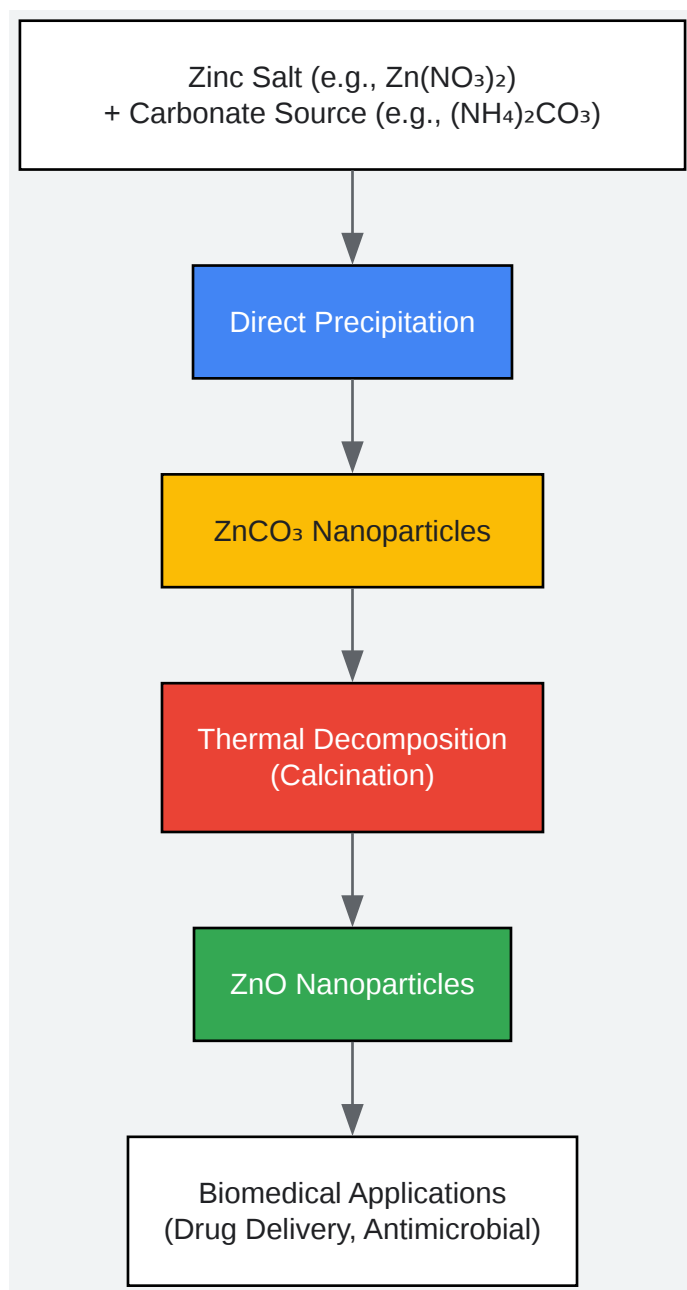 Zinc Salt (e.g., Zn(NO₃)₂)
+ Carbonate Source (e.g., (NH₄)₂CO₃)
Direct Precipitation
ZnCO₃ Nanoparticles
Thermal Decomposition
(Calcination)
ZnO Nanoparticles
Biomedical Applications
(Drug Delivery, Antimicrobial)